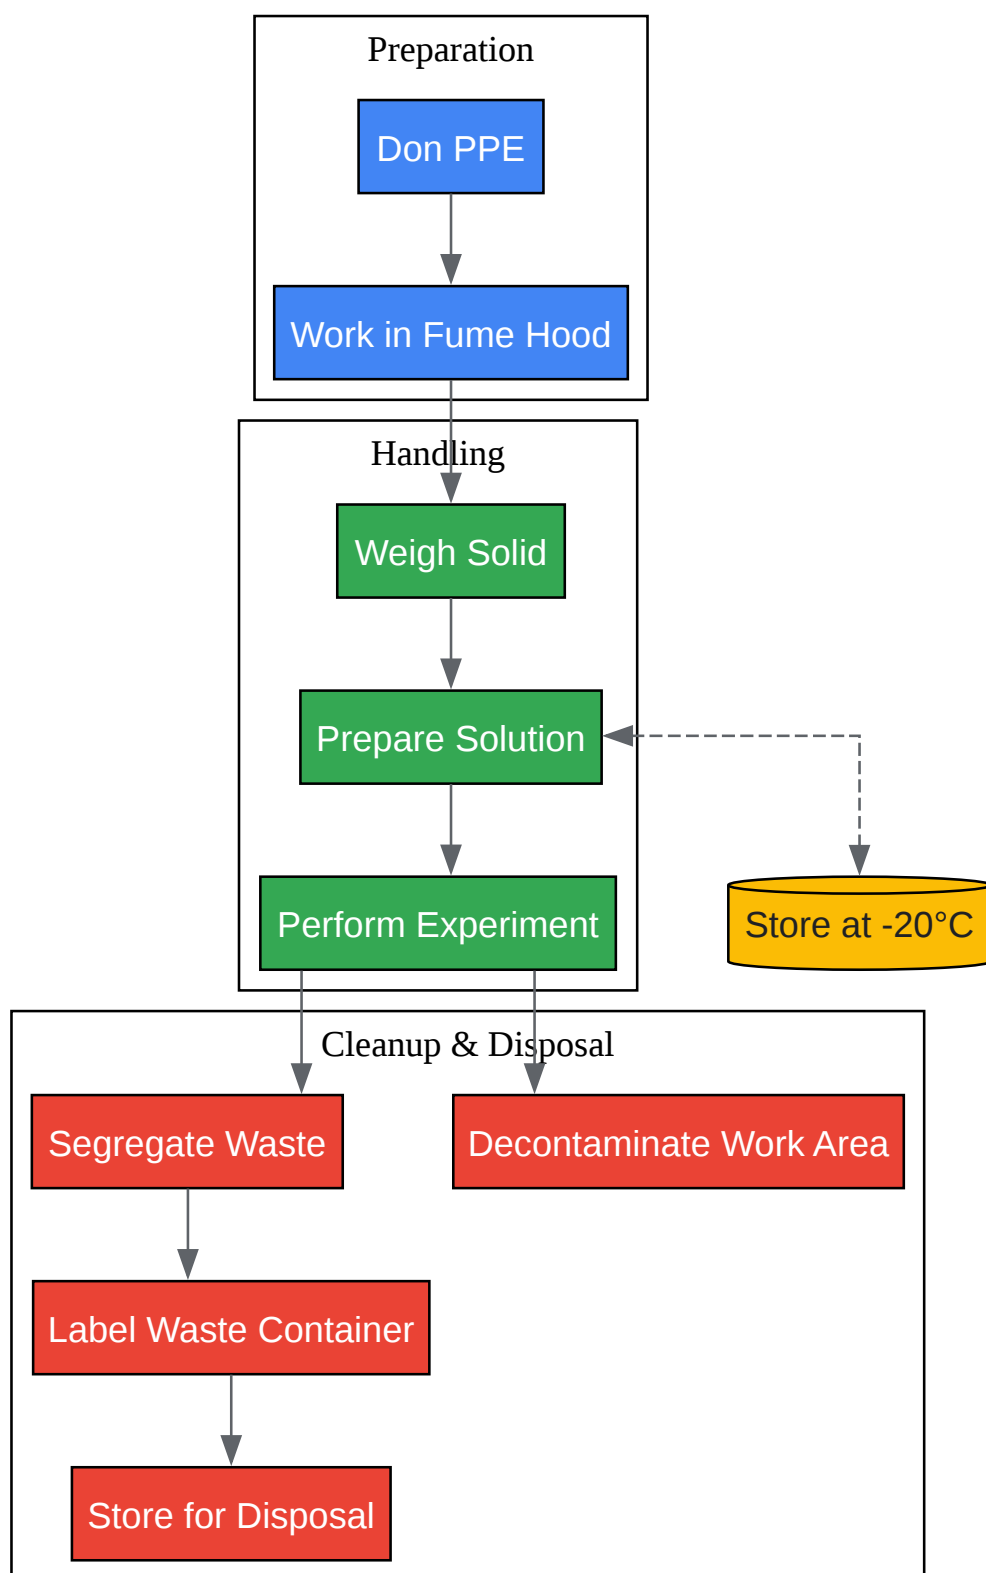 Preparation
Don PPE
Work in Fume Hood
Handling
Weigh Solid
Prepare Solution
Perform Experiment
Store at -20°C
Cleanup & Disposal
Segregate Waste
Decontaminate Work Area
Label Waste Container
Store for Disposal